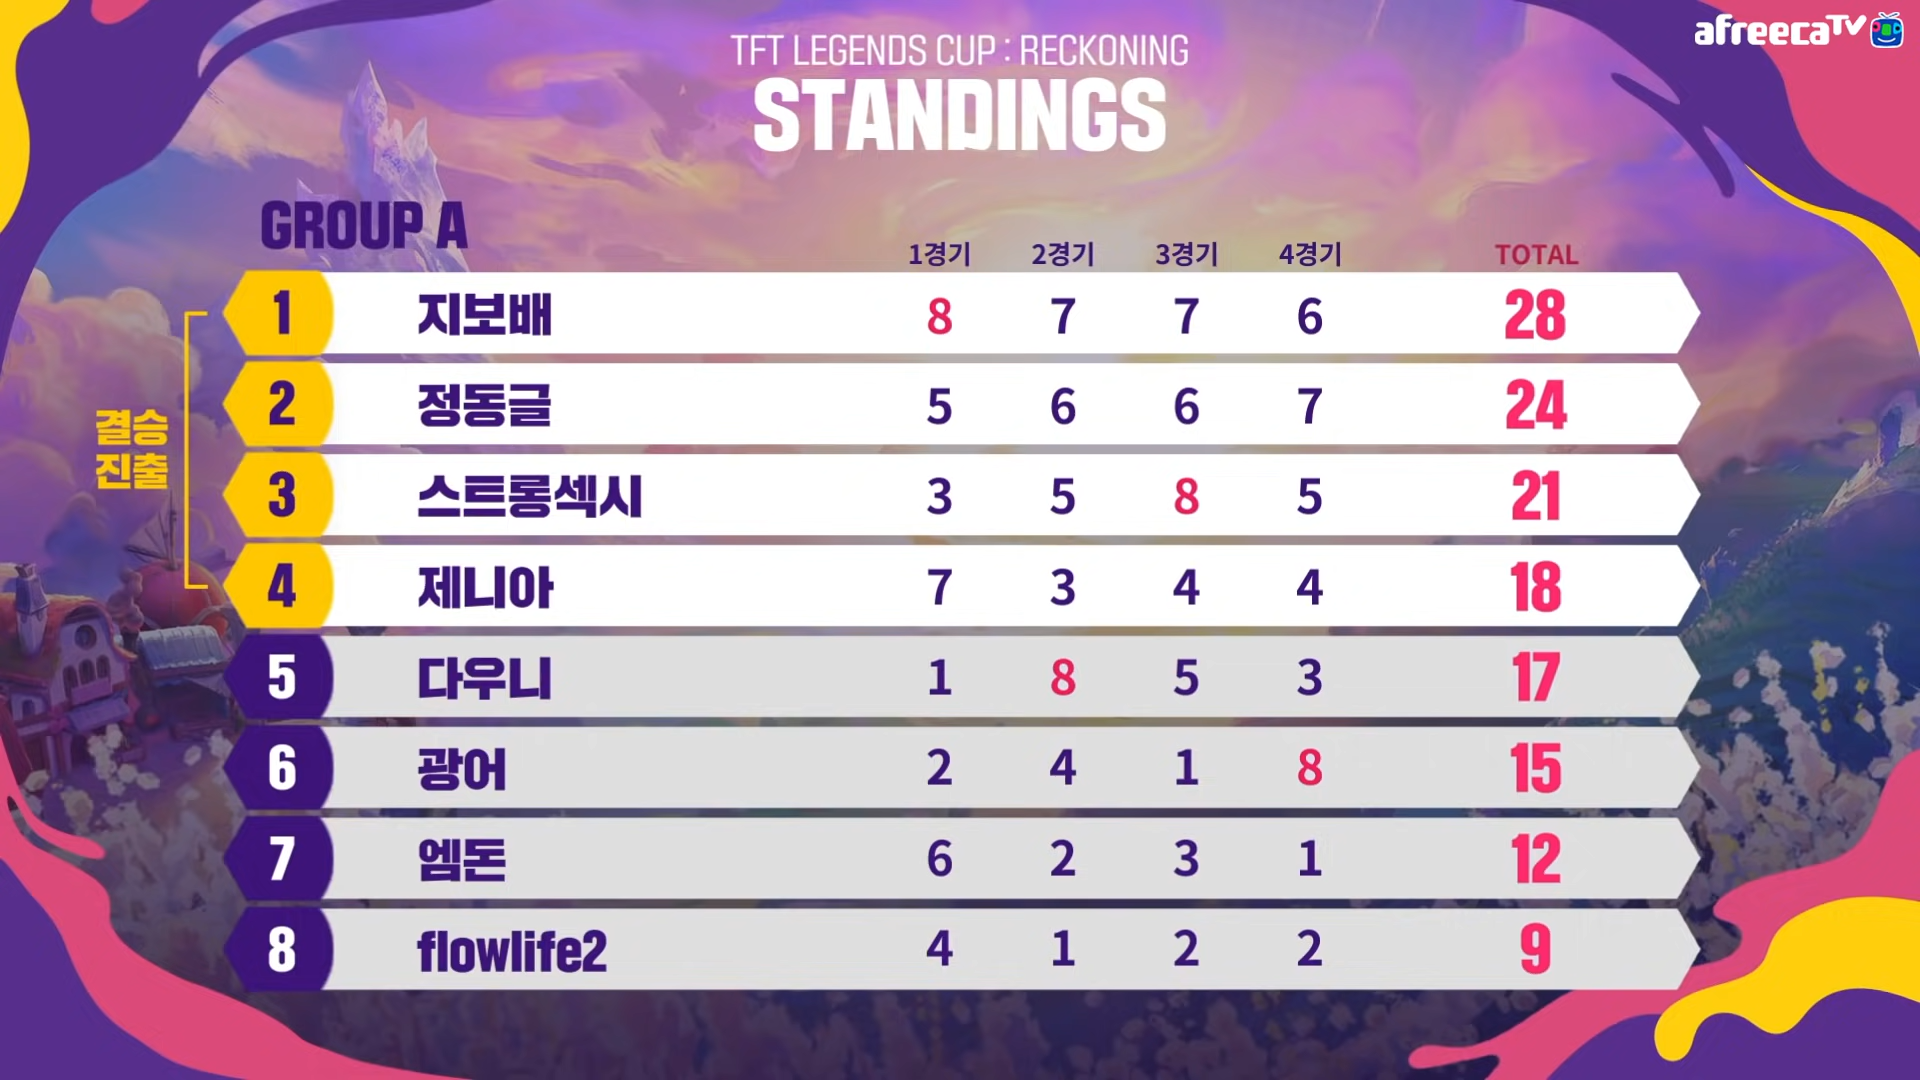 afreecaTV
TFT LEGENDS CUP : RECKONING
STANDINGS
GROUP A
1경기 2경기 3경기 4경기 TOTAL
1 지보배 8 7 7 6 28
2 정동글 5 6 6 7 24
결승
진출
3 스트롱섹시 3 5 8 5 21
4 제니아 7 3 4 4 18
5 다우니 1 8 5 3 17
6 광어 2 4 1 8 15
7 엠돈 6 2 3 1 12
8 flowlife2 4 1 2 2 9